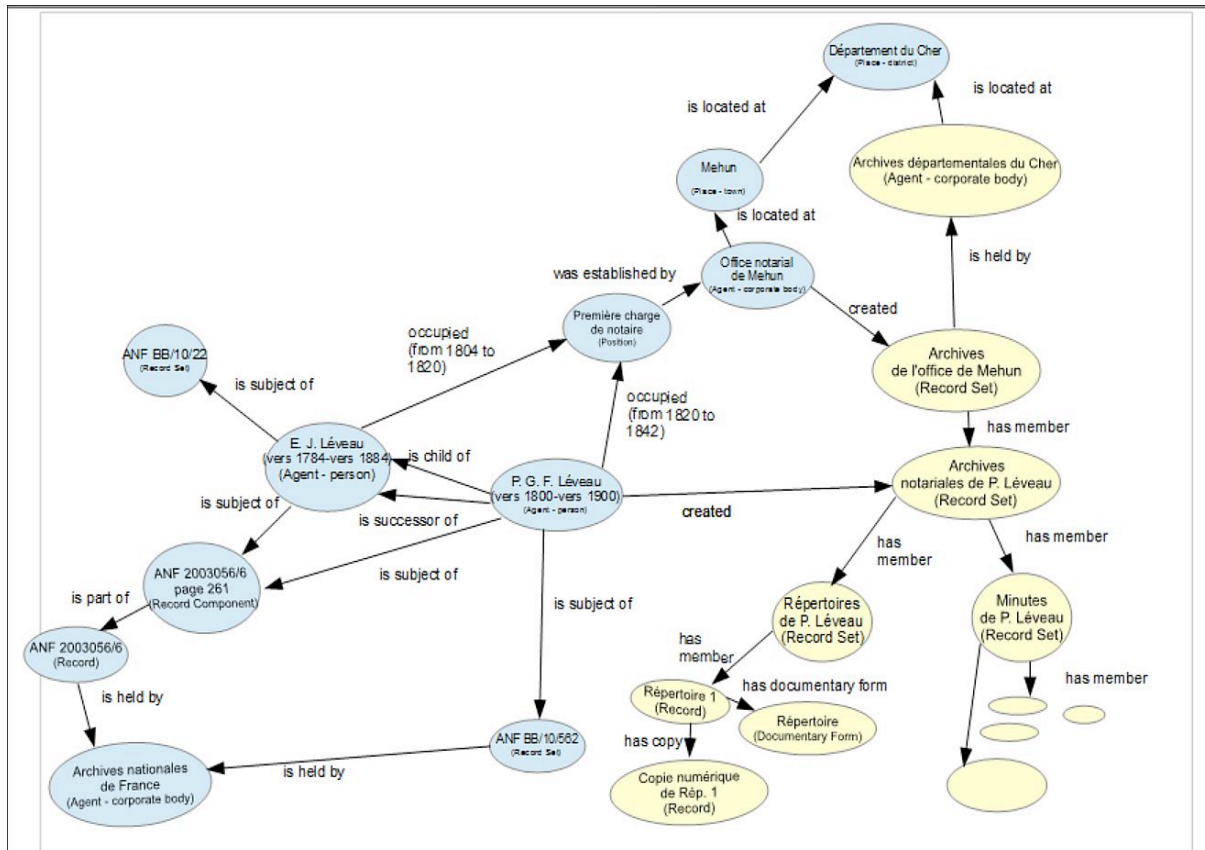 Département du Cher
(Place - district)
is located at
is located at
Archives départementales du Cher
(Agent - corporate body)
Mehun
(Place - town)
is located at
is held by
Office notarial
de Mehun
(Agent - corporate body)
was established by
created
Première charge
de notaire
(Position)
occupied
(from 1804 to
1820)
ANF BB/10/22
(Record Set)
is subject of
Archives
de l'office de Mehun
(Record Set)
occupied
(from 1820 to
1842)
has member
E. J. Léveau
(vers 1784-vers 1884)
(Agent - person)
is child of
P. G. F. Léveau
(vers 1800-vers 1900)
(Agent - person)
Archives
notariales de P. Léveau
(Record Set)
is subject of
is successor of
created
has
member
has member
ANF 2003056/6
page 261
(Record Component)
is subject of
is part of
is subject of
Répertoires
de P. Léveau
(Record Set)
Minutes
de P. Léveau
(Record Set)
ANF 2003056/6
(Record)
has
member
has member
is held by
Répertoire 1
(Record)
has documentary form
Répertoire
(Documentary Form)
has copy
ANF BB/10/562
(Record Set)
is held by
Archives nationales
de France
(Agent - corporate body)
Copie numérique
de Rép. 1
(Record)